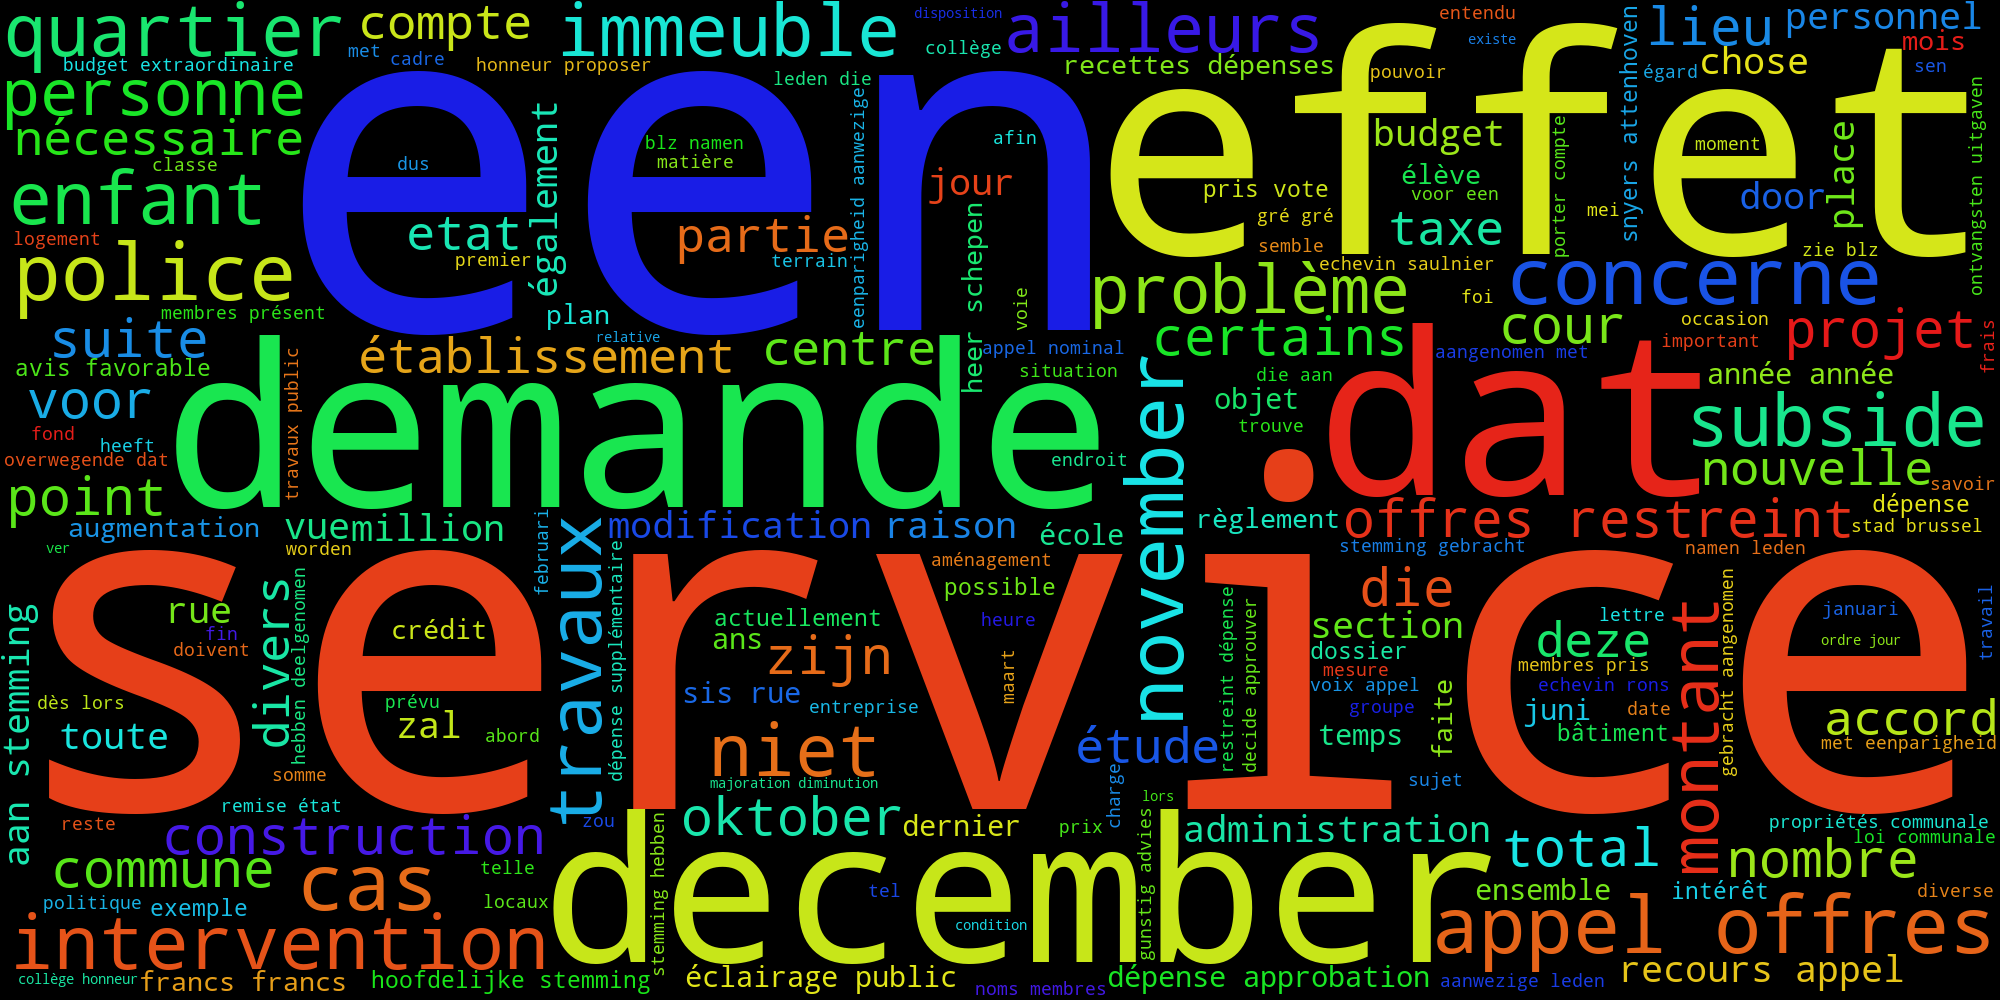 quartier
compte
immeuble
disposition
ailleurs
entendu
lieu
personnel
met cadre
collège
existe
mois
budget extraordinaire
honneur proposer
leden die
recettes dépenses
pouvoir
égard
chose
sen
personne
een
effet
nécessaire
également
blz namen
matière
afin
budget
snyers attenhoven
moment
place
ontvangsten uitgaven
classe
dus
eenparigheid aanwezige
jour
pris vote
élève
voor een
porter compte
door
enfant
gré gré
mei
logement
etat
partie
heer schepen
taxe
semble
zie blz
police
premier
terrain
echevin saulnier
concerne
membres présent
plan
voie
problème
foi
suite
relative
certains
cour
occasion
projet
frais
avis favorable
établissement
centre
appel nominal
aangenomen met
important
voor
travaux public
demande
situation
november
die aan
dat
année année
fond
heeft
objet
trouve
subside
overwegende dat
endroit
nouvelle
savoir
point
augmentation
vue
million
februari
modification
raison
école
règlement
offres restreint
dépense
stad brussel
ver
worden
travaux
aménagement
stemming gebracht
namen leden
service
aan stemming
divers
hebben deelgenomen
dépense supplémentaire
possible
restreint dépense
decide approuver
die
montant
gebracht aangenomen
travail
rue
fin
doivent
crédit
actuellement
ans
heure
section
lettre
januari
zijn
maart
dossier
deze
ordre jour
mesure
membres pris
dès lors
prévu
sis rue
entreprise
voix appel
echevin rons
toute
zal
abord
groupe
faite
juni
date
accord
niet
étude
temps
bâtiment
met eenparigheid
somme
majoration diminution
charge
sujet
remise état
lors
reste
construction
zou
oktober
dernier
prix
gunstig advies
administration
total
propriétés communale
loi communale
commune
cas
telle
stemming hebben
december
nombre
politique
exemple
locaux
tel
ensemble
intérêt
diverse
intervention
condition
appel offres
collège honneur
francs francs
hoofdelijke stemming
éclairage public
noms membres
dépense approbation
aanwezige leden
recours appel